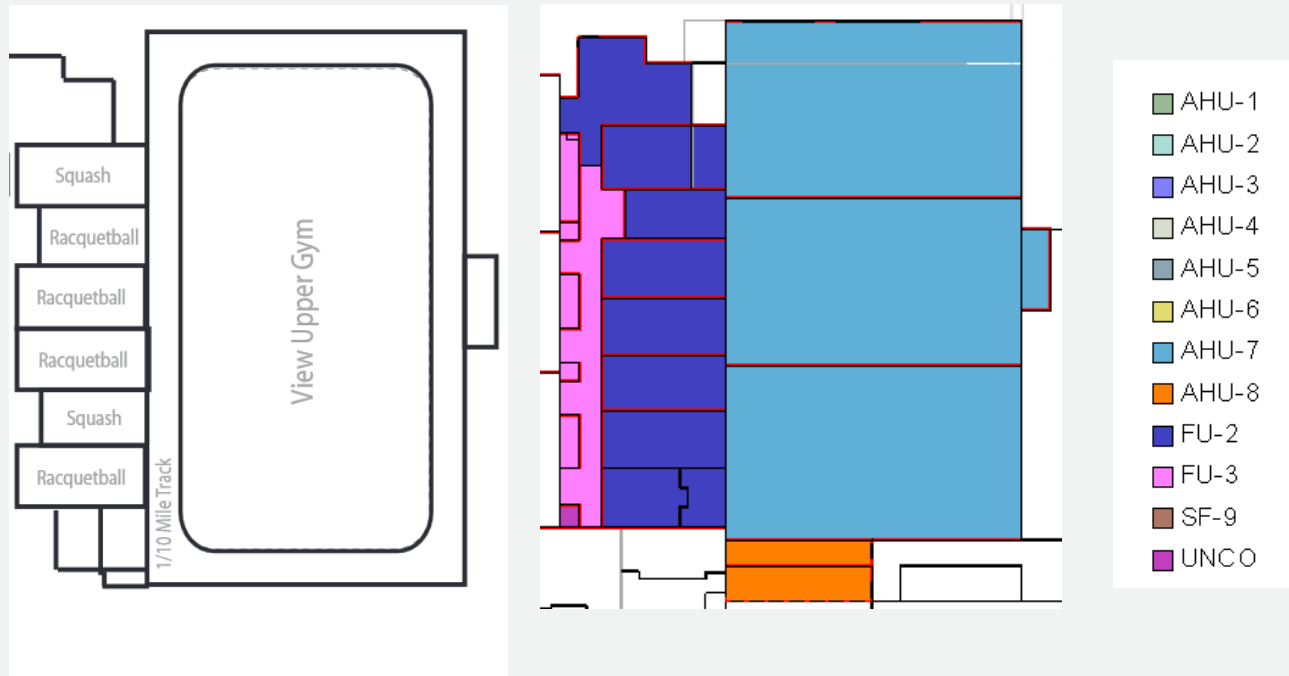 Squash
Racquetball
Racquetball
Racquetball
Squash
Racquetball
1/10 Mile Track
View Upper Gym
AHU-1
AHU-2
AHU-3
AHU-4
AHU-5
AHU-6
AHU-7
AHU-8
FU-2
FU-3
SF-9
UNCO